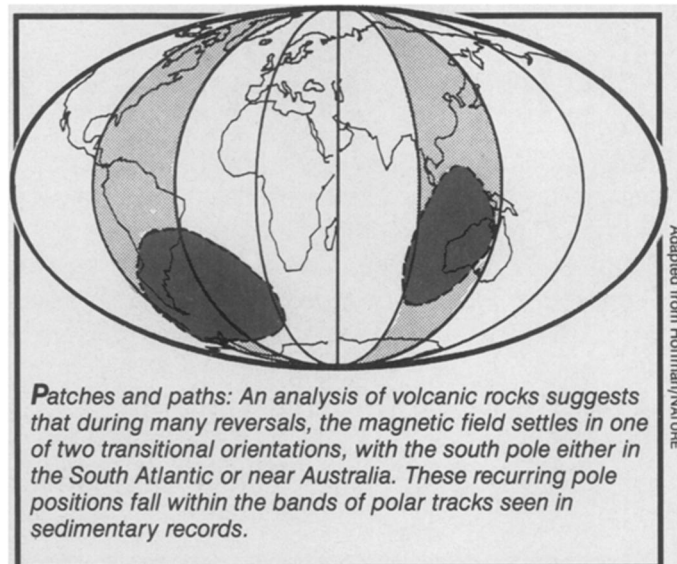 Patches and paths: An analysis of volcanic rocks suggests
that during many reversals, the magnetic field settles in one
of two transitional orientations, with the south pole either in
the South Atlantic or near Australia. These recurring pole
positions fall within the bands of polar tracks seen in
sedimentary records.
Adapted from Hoffman/NATURE